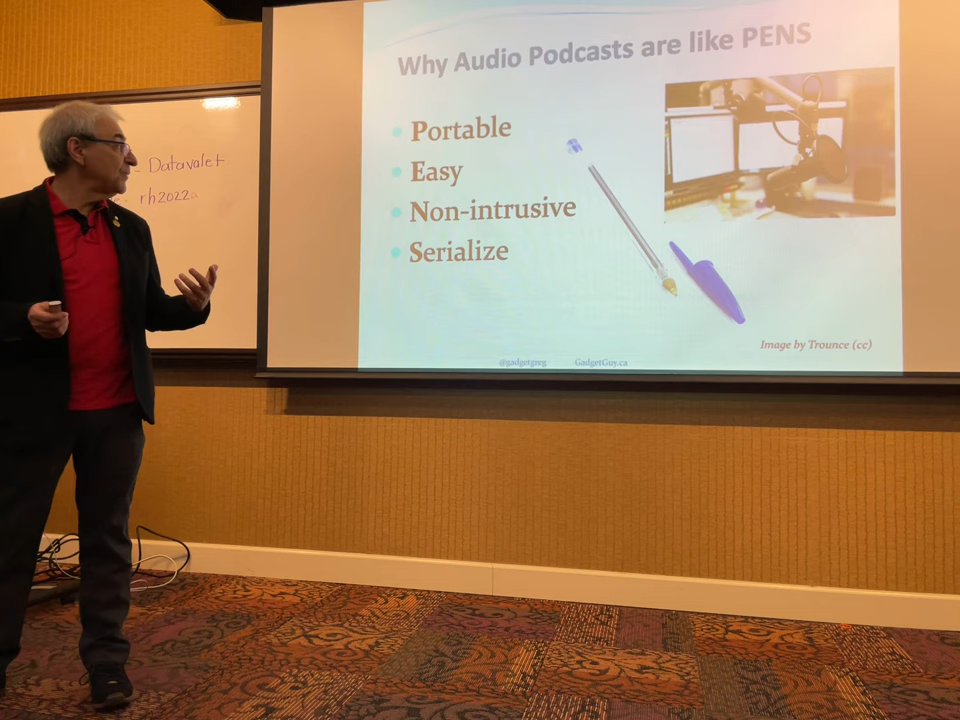 Why Audio Podcasts are like PENS
Portable
Easy
Non-intrusive
Serialize
Image by Trounce (cc)
@gadgetgreg GadgetGuy.ca
- Datavalet
rh2022